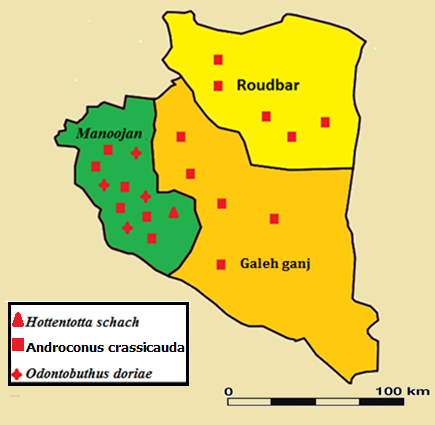 Roudbar
Manoojan
Galeh ganj
Hottentotta schach
Androconus crassicauda
Odontobuthus doriae
0 100 km